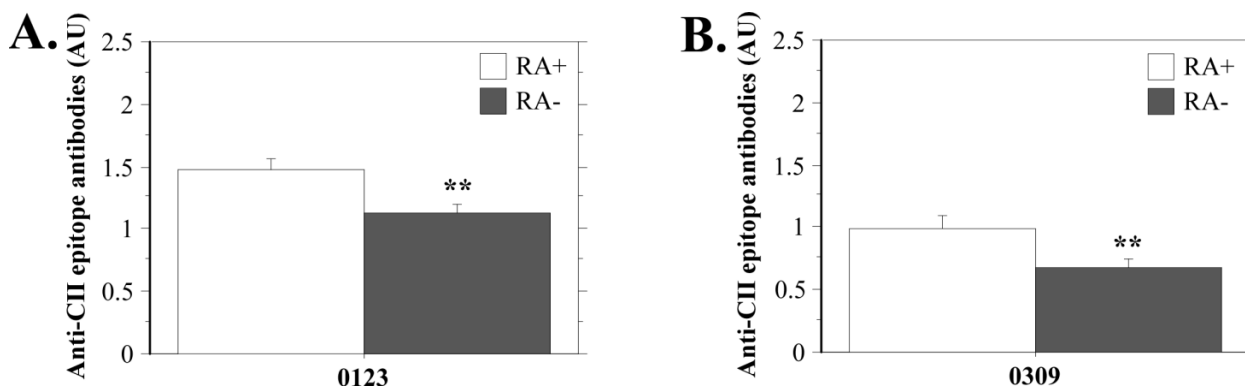 A.
Anti-CII epitope antibodies (AU)
2.5
2
1.5
1
0.5
0
RA+
RA-
**
0123
B.
Anti-CII epitope antibodies (AU)
2.5
2
1.5
1
0.5
0
RA+
RA-
**
0309